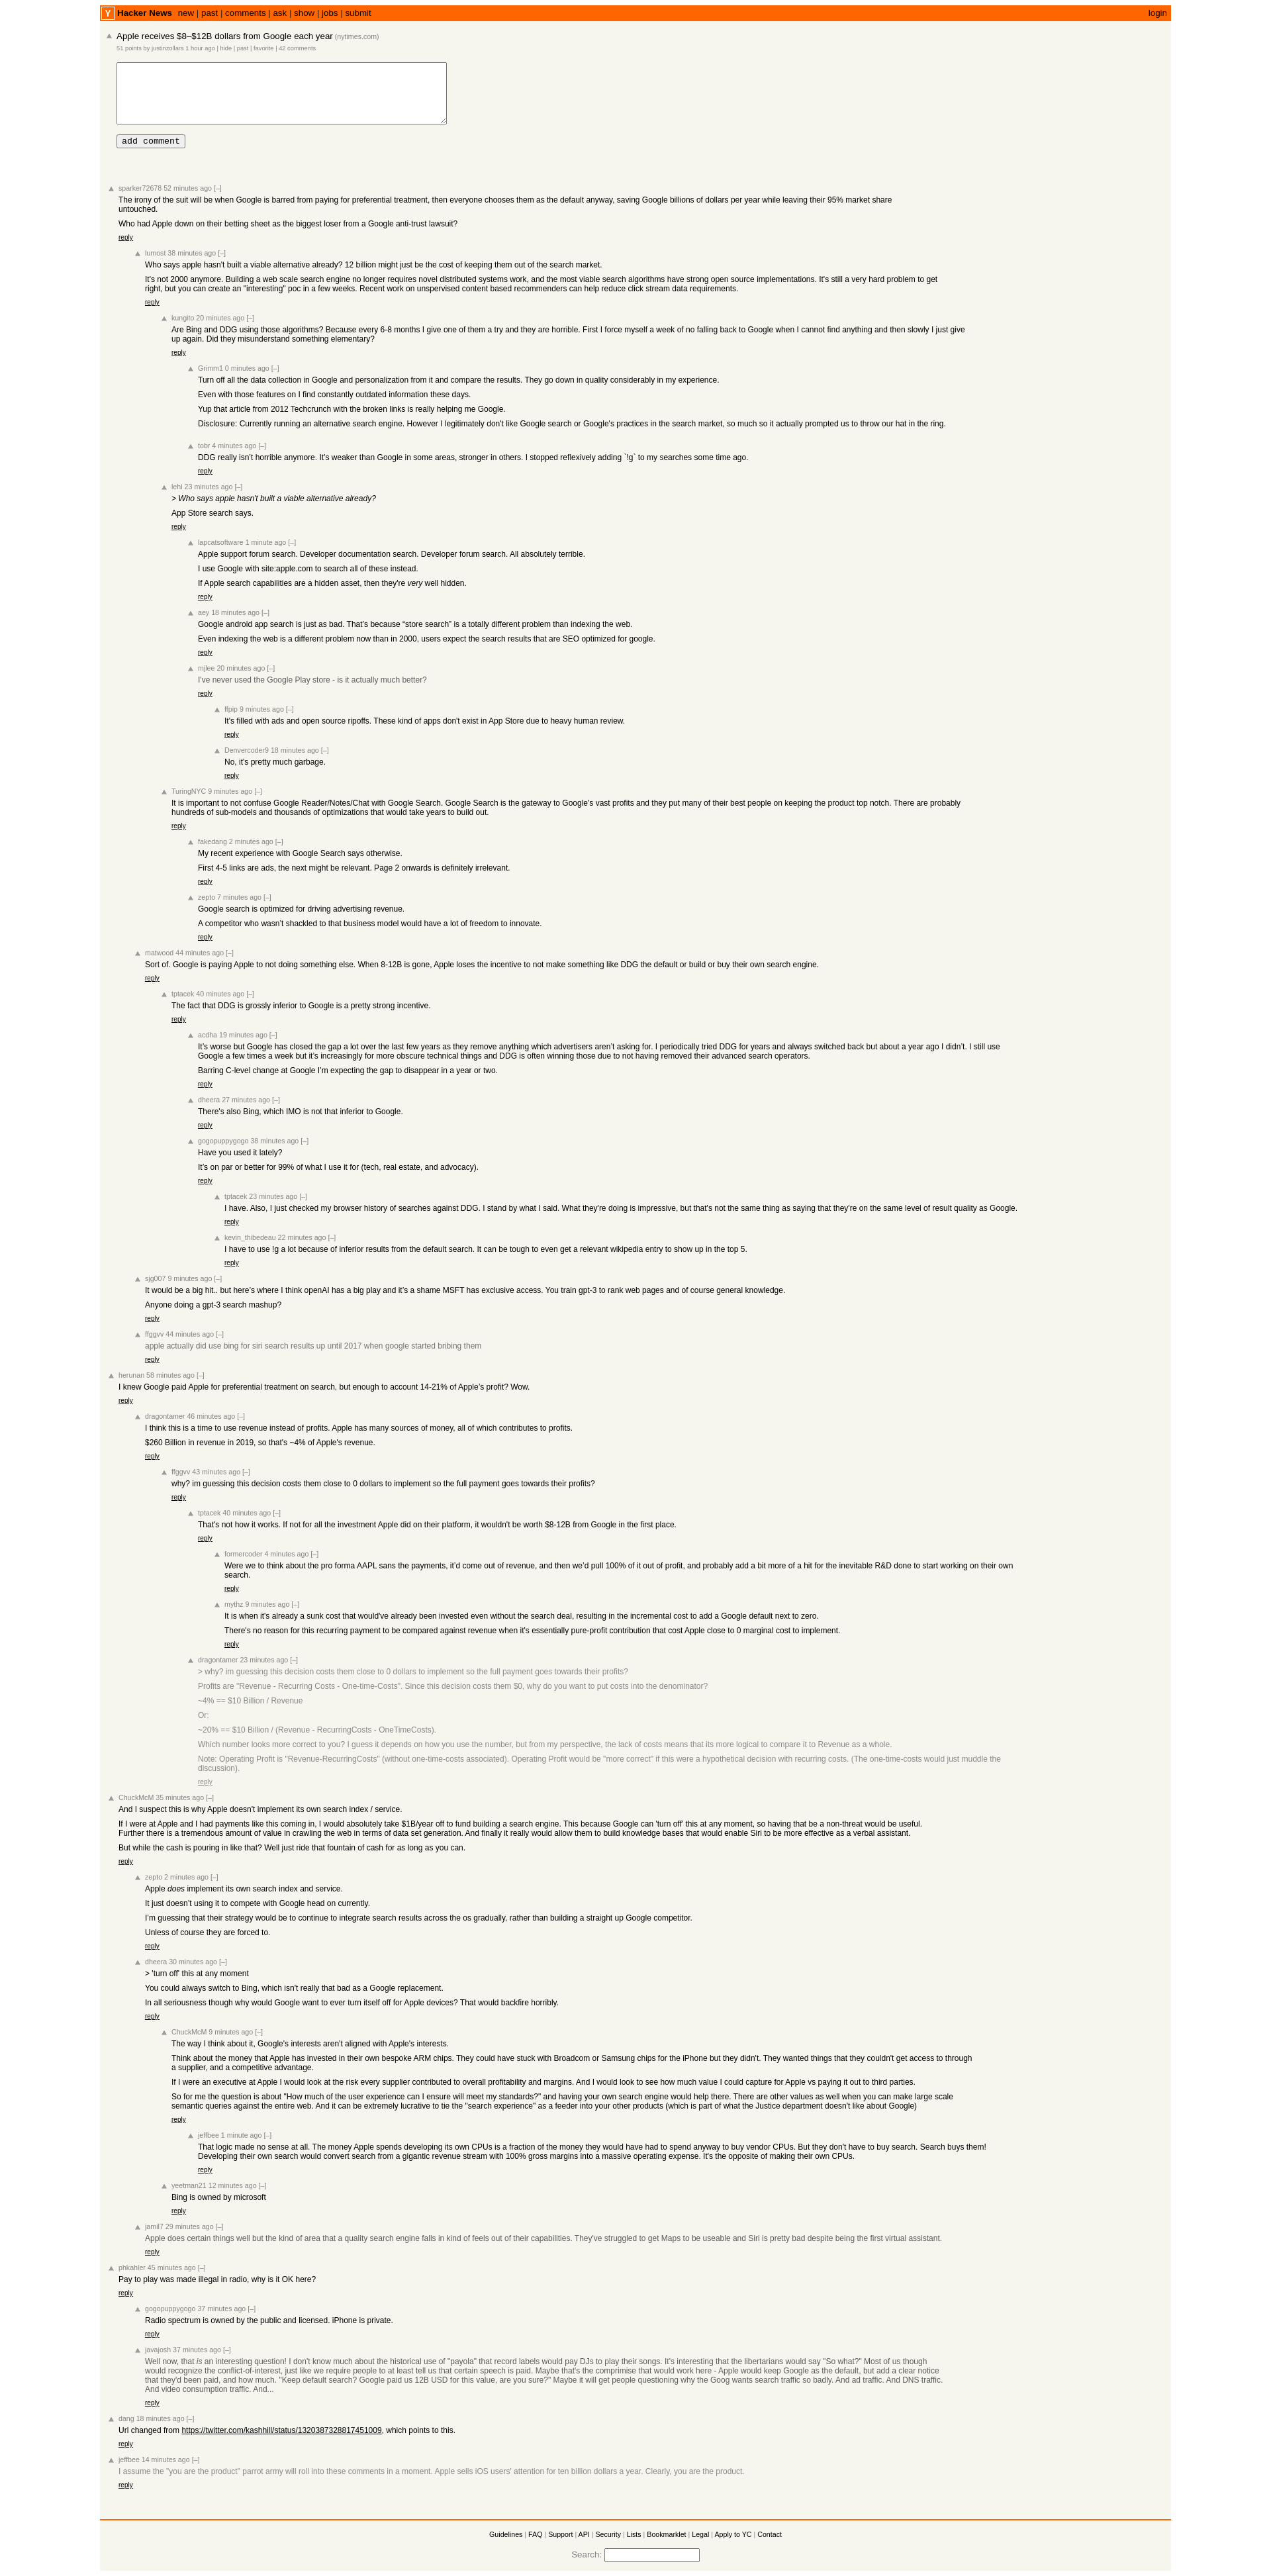 Y Hacker News new | past | comments | ask | show | jobs | submit login
Apple receives $8–$12B dollars from Google each year (nytimes.com)
51 points by justinzollars 1 hour ago | hide | past | favorite | 42 comments
add comment
sparker72678 52 minutes ago [–]
The irony of the suit will be when Google is barred from paying for preferential treatment, then everyone chooses them as the default anyway, saving Google billions of dollars per year while leaving their 95% market share
untouched.
Who had Apple down on their betting sheet as the biggest loser from a Google anti-trust lawsuit?
reply
lumost 38 minutes ago [–]
Who says apple hasn't built a viable alternative already? 12 billion might just be the cost of keeping them out of the search market.
It's not 2000 anymore. Building a web scale search engine no longer requires novel distributed systems work, and the most viable search algorithms have strong open source implementations. It's still a very hard problem to get
right, but you can create an "interesting" poc in a few weeks. Recent work on unsupervised content based recommenders can help reduce click stream data requirements.
reply
kungito 20 minutes ago [–]
Are Bing and DDG using those algorithms? Because every 6-8 months I give one of them a try and they are horrible. First I force myself a week of no falling back to Google when I cannot find anything and then slowly I just give
up again. Did they misunderstand something elementary?
reply
Grimm1 0 minutes ago [–]
Turn off all the data collection in Google and personalization from it and compare the results. They go down in quality considerably in my experience.
Even with those features on I find constantly outdated information these days.
Yup that article from 2012 Techcrunch with the broken links is really helping me Google.
Disclosure: Currently running an alternative search engine. However I legitimately don't like Google search or Google's practices in the search market, so much so it actually prompted us to throw our hat in the ring.
tobr 4 minutes ago [–]
DDG really isn't horrible anymore. It's weaker than Google in some areas, stronger in others. I stopped reflexively adding `!g` to my searches some time ago.
reply
lehi 23 minutes ago [–]
> Who says apple hasn't built a viable alternative already?
App Store search says.
reply
lapcatsoftware 1 minute ago [–]
Apple support forum search. Developer documentation search. Developer forum search. All absolutely terrible.
I use Google with site:apple.com to search all of these instead.
If Apple search capabilities are a hidden asset, then they're very well hidden.
reply
aey 18 minutes ago [–]
Google android app search is just as bad. That's because “store search” is a totally different problem than indexing the web.
Even indexing the web is a different problem now than in 2000, users expect the search results that are SEO optimized for google.
reply
mjlee 20 minutes ago [–]
I've never used the Google Play store - is it actually much better?
reply
ffpip 9 minutes ago [–]
It's filled with ads and open source ripoffs. These kind of apps don't exist in App Store due to heavy human review.
reply
Denvercoder9 18 minutes ago [–]
No, it's pretty much garbage.
reply
TuringNYC 9 minutes ago [–]
It is important to not confuse Google Reader/Notes/Chat with Google Search. Google Search is the gateway to Google's vast profits and they put many of their best people on keeping the product top notch. There are probably
hundreds of sub-models and thousands of optimizations that would take years to build out.
reply
fakedang 2 minutes ago [–]
My recent experience with Google Search says otherwise.
First 4-5 links are ads, the next might be relevant. Page 2 onwards is definitely irrelevant.
reply
zepto 7 minutes ago [–]
Google search is optimized for driving advertising revenue.
A competitor who wasn't shackled to that business model would have a lot of freedom to innovate.
reply
matwood 44 minutes ago [–]
Sort of. Google is paying Apple to not doing something else. When 8-12B is gone, Apple loses the incentive to not make something like DDG the default or build or buy their own search engine.
reply
tptacek 40 minutes ago [–]
The fact that DDG is grossly inferior to Google is a pretty strong incentive.
reply
acdha 19 minutes ago [–]
It's worse but Google has closed the gap a lot over the last few years as they remove anything which advertisers aren't asking for. I periodically tried DDG for years and always switched back but about a year ago I didn't. I still use
Google a few times a week but it's increasingly for more obscure technical things and DDG is often winning those due to not having removed their advanced search operators.
Barring C-level change at Google I'm expecting the gap to disappear in a year or two.
reply
dheera 27 minutes ago [–]
There's also Bing, which IMO is not that inferior to Google.
reply
gogopuppygogo 38 minutes ago [–]
Have you used it lately?
It's on par or better for 99% of what I use it for (tech, real estate, and advocacy).
reply
tptacek 23 minutes ago [–]
I have. Also, I just checked my browser history of searches against DDG. I stand by what I said. What they're doing is impressive, but that's not the same thing as saying that they're on the same level of result quality as Google.
reply
kevin_thibedeau 22 minutes ago [–]
I have to use !g a lot because of inferior results from the default search. It can be tough to even get a relevant wikipedia entry to show up in the top 5.
reply
sjg007 9 minutes ago [–]
It would be a big hit.. but here's where I think openAI has a big play and it's a shame MSFT has exclusive access. You train gpt-3 to rank web pages and of course general knowledge.
Anyone doing a gpt-3 search mashup?
reply
ffggvv 44 minutes ago [–]
apple actually did use bing for siri search results up until 2017 when google started bribing them
reply
herunan 58 minutes ago [–]
I knew Google paid Apple for preferential treatment on search, but enough to account 14-21% of Apple's profit? Wow.
reply
dragontamer 46 minutes ago [–]
I think this is a time to use revenue instead of profits. Apple has many sources of money, all of which contributes to profits.
$260 Billion in revenue in 2019, so that's ~4% of Apple's revenue.
reply
ffggvv 43 minutes ago [–]
why? im guessing this decision costs them close to 0 dollars to implement so the full payment goes towards their profits?
reply
tptacek 40 minutes ago [–]
That's not how it works. If not for all the investment Apple did on their platform, it wouldn't be worth $8-12B from Google in the first place.
reply
formercoder 4 minutes ago [–]
Were we to think about the pro forma AAPL sans the payments, it'd come out of revenue, and then we'd pull 100% of it out of profit, and probably add a bit more of a hit for the inevitable R&D done to start working on their own
search.
reply
mythz 9 minutes ago [–]
It is when it's already a sunk cost that would've already been invested even without the search deal, resulting in the incremental cost to add a Google default next to zero.
There's no reason for this recurring payment to be compared against revenue when it's essentially pure-profit contribution that cost Apple close to 0 marginal cost to implement.
reply
dragontamer 23 minutes ago [–]
> why? im guessing this decision costs them close to 0 dollars to implement so the full payment goes towards their profits?
Profits are "Revenue - Recurring Costs - One-time-Costs". Since this decision costs them $0, why do you want to put costs into the denominator?
~4% == $10 Billion / Revenue
Or:
~20% == $10 Billion / (Revenue - RecurringCosts - OneTimeCosts).
Which number looks more correct to you? I guess it depends on how you use the number, but from my perspective, the lack of costs means that its more logical to compare it to Revenue as a whole.
Note: Operating Profit is "Revenue-RecurringCosts" (without one-time-costs associated). Operating Profit would be "more correct" if this were a hypothetical decision with recurring costs. (The one-time-costs would just muddle the
discussion).
reply
ChuckMcM 35 minutes ago [–]
And I suspect this is why Apple doesn't implement its own search index / service.
If I were at Apple and I had payments like this coming in, I would absolutely take $1B/year off to fund building a search engine. This because Google can 'turn off' this at any moment, so having that be a non-threat would be useful.
Further there is a tremendous amount of value in crawling the web in terms of data set generation. And finally it really would allow them to build knowledge bases that would enable Siri to be more effective as a verbal assistant.
But while the cash is pouring in like that? Well just ride that fountain of cash for as long as you can.
reply
zepto 2 minutes ago [–]
Apple does implement its own search index and service.
It just doesn't using it to compete with Google head on currently.
I'm guessing that their strategy would be to continue to integrate search results across the os gradually, rather than building a straight up Google competitor.
Unless of course they are forced to.
reply
dheera 30 minutes ago [–]
> 'turn off' this at any moment
You could always switch to Bing, which isn't really that bad as a Google replacement.
In all seriousness though why would Google want to ever turn itself off for Apple devices? That would backfire horribly.
reply
ChuckMcM 9 minutes ago [–]
The way I think about it, Google's interests aren't aligned with Apple's interests.
Think about the money that Apple has invested in their own bespoke ARM chips. They could have stuck with Broadcom or Samsung chips for the iPhone but they didn't. They wanted things that they couldn't get access to through
a supplier, and a competitive advantage.
If I were an executive at Apple I would look at the risk every supplier contributed to overall profitability and margins. And I would look to see how much value I could capture for Apple vs paying it out to third parties.
So for me the question is about "How much of the user experience can I ensure will meet my standards?" and having your own search engine would help there. There are other values as well when you can make large scale
semantic queries against the entire web. And it can be extremely lucrative to tie the "search experience" as a feeder into your other products (which is part of what the Justice department doesn't like about Google)
reply
jeffbee 1 minute ago [–]
That logic made no sense at all. The money Apple spends developing its own CPUs is a fraction of the money they would have had to spend anyway to buy vendor CPUs. But they don't have to buy search. Search buys them!
Developing their own search would convert search from a gigantic revenue stream with 100% gross margins into a massive operating expense. It's the opposite of making their own CPUs.
reply
yeetman21 12 minutes ago [–]
Bing is owned by microsoft
reply
jamil7 29 minutes ago [–]
Apple does certain things well but the kind of area that a quality search engine falls in kind of feels out of their capabilities. They've struggled to get Maps to be useable and Siri is pretty bad despite being the first virtual assistant.
reply
phkahler 45 minutes ago [–]
Pay to play was made illegal in radio, why is it OK here?
reply
gogopuppygogo 37 minutes ago [–]
Radio spectrum is owned by the public and licensed. iPhone is private.
reply
javajosh 37 minutes ago [–]
Well now, that is an interesting question! I don't know much about the historical use of "payola" that record labels would pay DJs to play their songs. It's interesting that the libertarians would say "So what?" Most of us though
would recognize the conflict-of-interest, just like we require people to at least tell us that certain speech is paid. Maybe that's the comprimise that would work here - Apple would keep Google as the default, but add a clear notice
that they'd been paid, and how much. "Keep default search? Google paid us 12B USD for this value, are you sure?" Maybe it will get people questioning why the Goog wants search traffic so badly. And ad traffic. And DNS traffic.
And video consumption traffic. And...
reply
dang 18 minutes ago [–]
Url changed from https://twitter.com/kashhill/status/1320387328817451009, which points to this.
reply
jeffbee 14 minutes ago [–]
I assume the "you are the product" parrot army will roll into these comments in a moment. Apple sells iOS users' attention for ten billion dollars a year. Clearly, you are the product.
reply
Guidelines | FAQ | Support | API | Security | Lists | Bookmarklet | Legal | Apply to YC | Contact
Search: